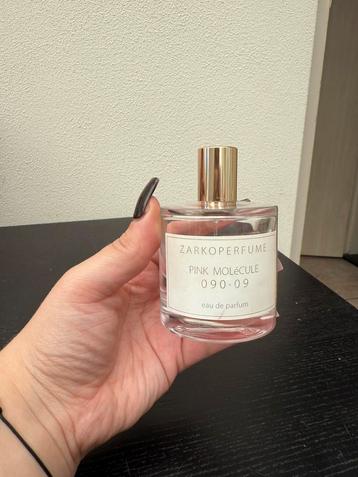 ZARKOPERFUME
PINK MOLéCULE
090·09
eau de parfum